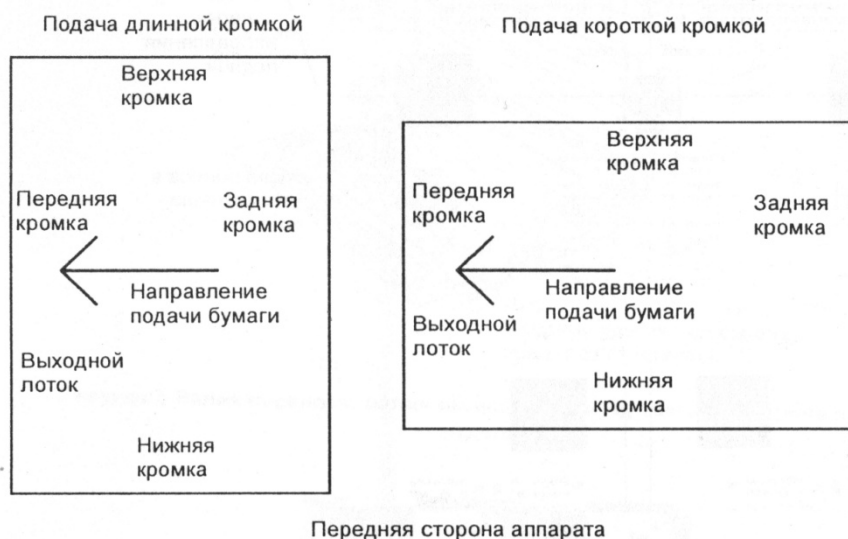 Подача длинной кромкой
Верхняя
кромка
Передняя
кромка
Задняя
кромка
Направление
подачи бумаги
Выходной
лоток
Нижняя
кромка
Подача короткой кромкой
Верхняя
кромка
Передняя
кромка
Задняя
кромка
Направление
подачи бумаги
Выходной
лоток
Нижняя
кромка
Передняя сторона аппарата